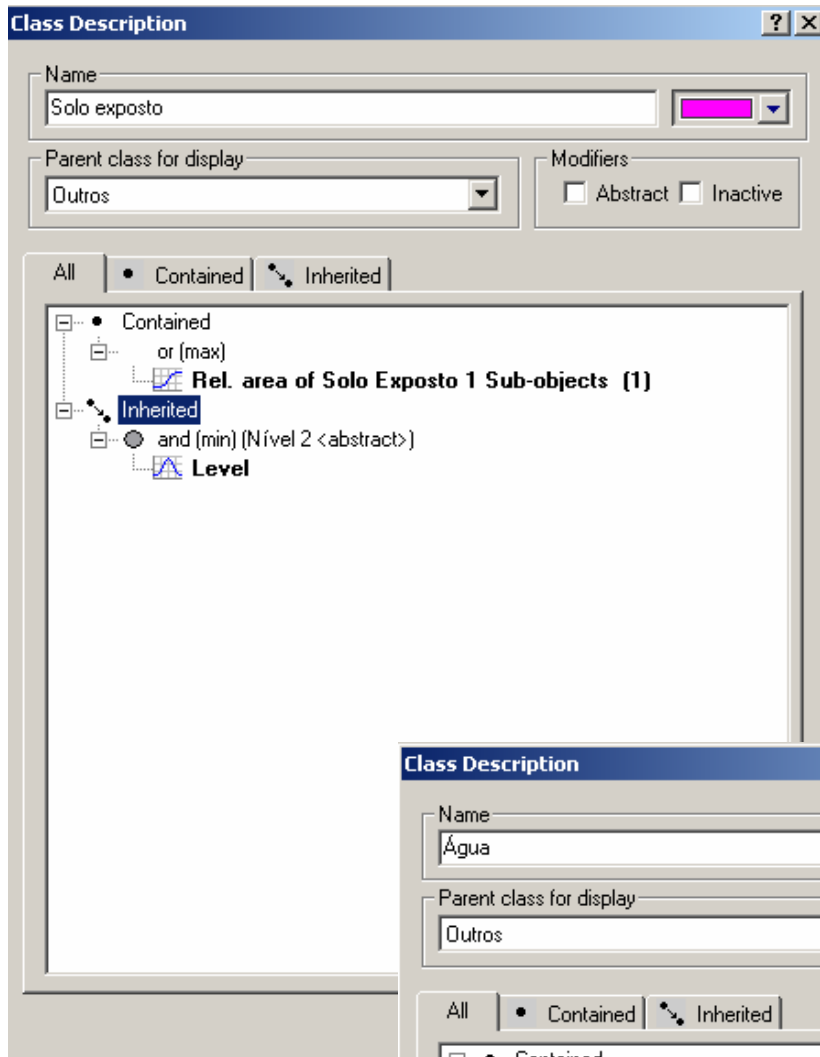 Class Description
Name
Solo exposto
Parent class for display
Modifiers
Outros
Abstract
Inactive
All
Contained
Inherited
Contained
or (max)
Rel. area of Solo Exposto 1 Sub-objects (1)
Inherited
and (min) (Nível 2 <abstract>)
Level
Class Description
Name
Água
Parent class for display
Outros
All
Contained
Inherited
Contained